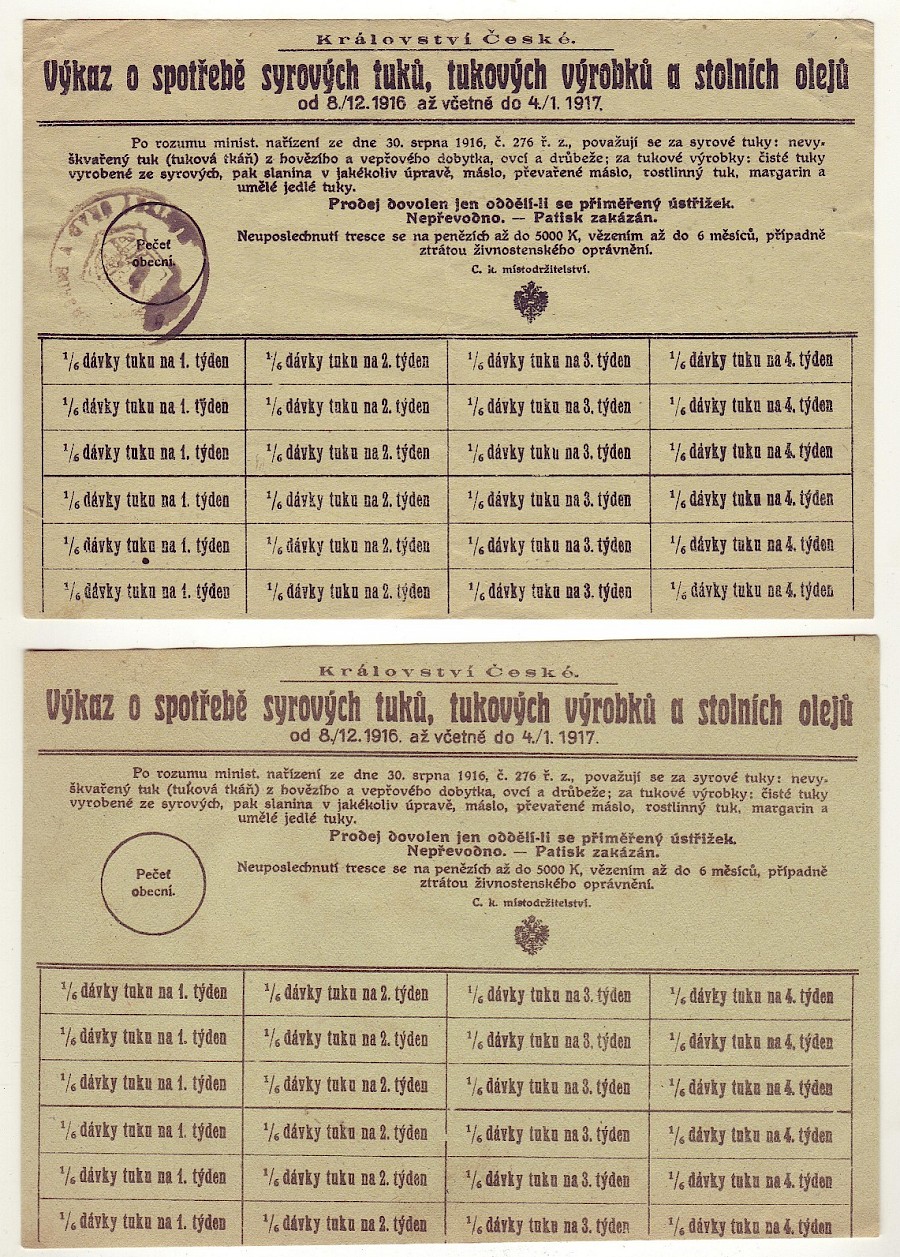 Království České.
Výkaz o spotřebě syrových tuků, tukových výrobků a stolních olejů
od 8./12. 1916 až včetně do 4./1. 1917.
Po rozumu minist. nařízení ze dne 30. srpna 1916, č. 276 ř. z., považují se za syrové tuky: nevy-
škvařený tuk (tuková tkáň) z hovězího a vepřového dobytka, ovcí a drůbeže; za tukové výrobky: čisté tuky
vyrobené ze syrových, pak slanina v jakékoliv úpravě, máslo, převařené máslo, rostlinný tuk, margarin a
umělé jedlé tuky.
Prodej dovolen jen oddělí-li se přiměřený ústřižek.
Nepřevodno. — Patisk zakázán.
Neuposlechnutí tresce se na penězích až do 5000 K, vězením až do 6 měsíců, případně
ztrátou živnostenského oprávnění.
C. k. místodržitelství.
Pečeť
obecní.
1/6 dávky tuku na 1. týden 1/6 dávky tuku na 2. týden 1/6 dávky tuku na 3. týden 1/6 dávky tuku na 4. týden
1/6 dávky tuku na 1. týden 1/6 dávky tuku na 2. týden 1/6 dávky tuku na 3. týden 1/6 dávky tuku na 4. týden
1/6 dávky tuku na 1. týden 1/6 dávky tuku na 2. týden 1/6 dávky tuku na 3. týden 1/6 dávky tuku na 4. týden
1/6 dávky tuku na 1. týden 1/6 dávky tuku na 2. týden 1/6 dávky tuku na 3. týden 1/6 dávky tuku na 4. týden
1/6 dávky tuku na 1. týden 1/6 dávky tuku na 2. týden 1/6 dávky tuku na 3. týden 1/6 dávky tuku na 4. týden
1/6 dávky tuku na 1. týden 1/6 dávky tuku na 2. týden 1/6 dávky tuku na 3. týden 1/6 dávky tuku na 4. týden
Království České.
Výkaz o spotřebě syrových tuků, tukových výrobků a stolních olejů
od 8./12. 1916. až včetně do 4./1. 1917.
Po rozumu minist. nařízení ze dne 30. srpna 1916, č. 276 ř. z., považují se za syrové tuky: nevy-
škvařený tuk (tuková tkáň) z hovězího a vepřového dobytka, ovcí a drůbeže; za tukové výrobky: čisté tuky
vyrobené ze syrových, pak slanina v jakékoliv úpravě, máslo, převařené máslo, rostlinný tuk, margarin a
umělé jedlé tuky.
Prodej dovolen jen oddělí-li se přiměřený ústřižek.
Nepřevodno. — Patisk zakázán.
Neuposlechnutí tresce se na penězích až do 5000 K, vězením až do 6 měsíců, případně
ztrátou živnostenského oprávnění.
C. k. místodržitelství.
Pečeť
obecní.
1/6 dávky tuku na 1. týden 1/6 dávky tuku na 2. týden 1/6 dávky tuku na 3. týden 1/6 dávky tuku na 4. týden
1/6 dávky tuku na 1. týden 1/6 dávky tuku na 2. týden 1/6 dávky tuku na 3. týden 1/6 dávky tuku na 4. týden
1/6 dávky tuku na 1. týden 1/6 dávky tuku na 2. týden 1/6 dávky tuku na 3. týden 1/6 dávky tuku na 4. týden
1/6 dávky tuku na 1. týden 1/6 dávky tuku na 2. týden 1/6 dávky tuku na 3. týden 1/6 dávky tuku na 4. týden
1/6 dávky tuku na 1. týden 1/6 dávky tuku na 2. týden 1/6 dávky tuku na 3. týden 1/6 dávky tuku na 4. týden
1/6 dávky tuku na 1. týden 1/6 dávky tuku na 2. týden 1/6 dávky tuku na 3. týden 1/6 dávky tuku na 4. týden